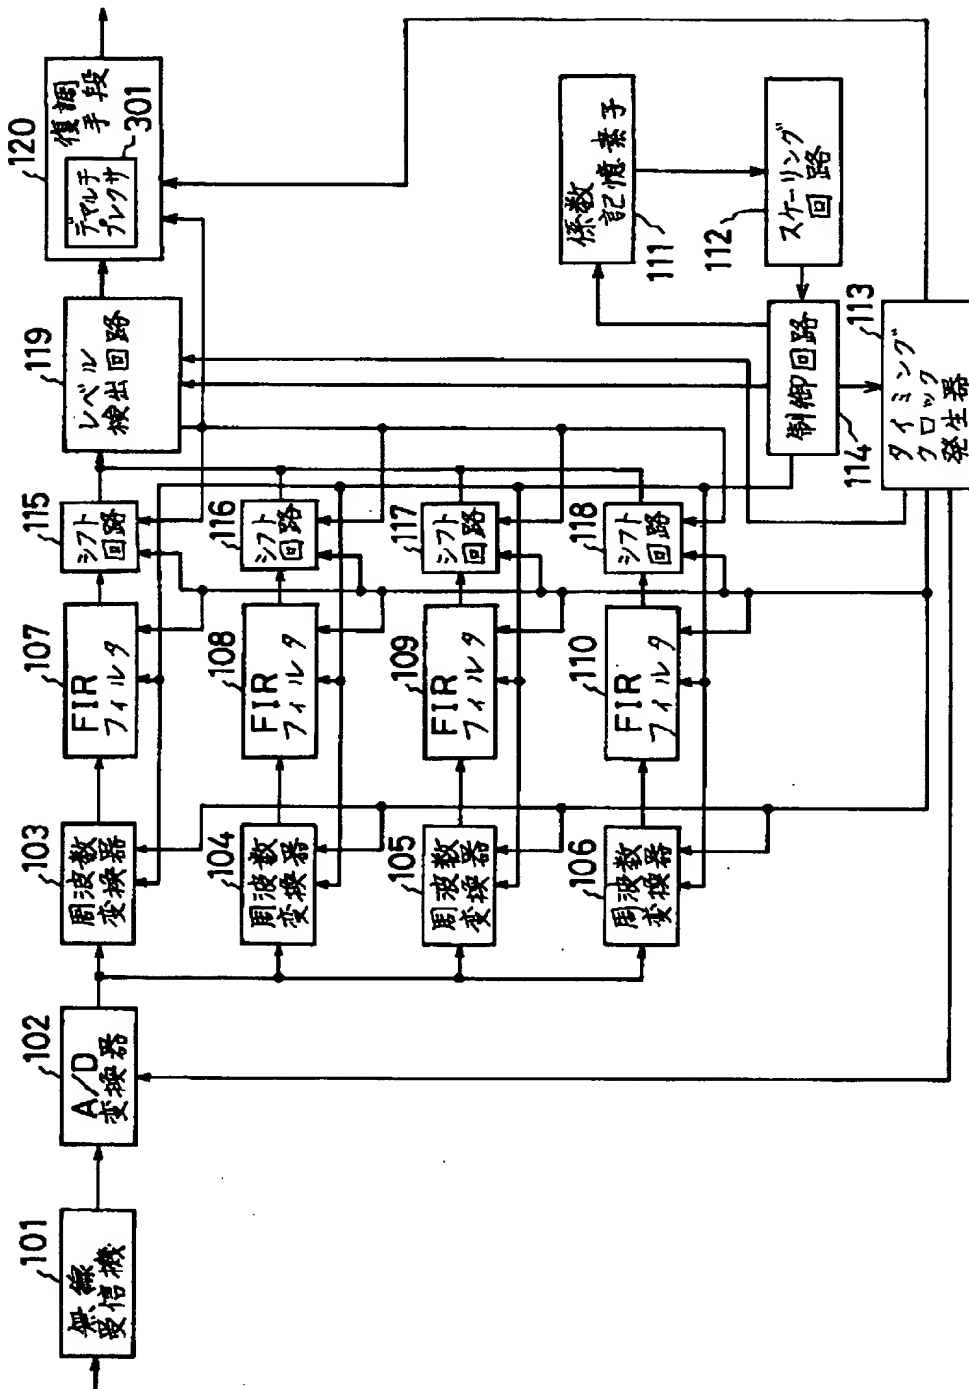 101
無線
受信機
102
A/D
変換器
103
周波数
変換器
104
周波数
変換器
105
周波数
変換器
106
周波数
変換器
107
FIR
フィルタ
108
FIR
フィルタ
109
FIR
フィルタ
110
FIR
フィルタ
115
シフト
回路
116
シフト
回路
117
シフト
回路
118
シフト
回路
119
レベル
検出回路
120
復調
手段
デマルチ
プレクサ
301
係数
記憶素子
111
112
スケーリング
回路
制御回路
114
113
タイミング
クロック
発生器